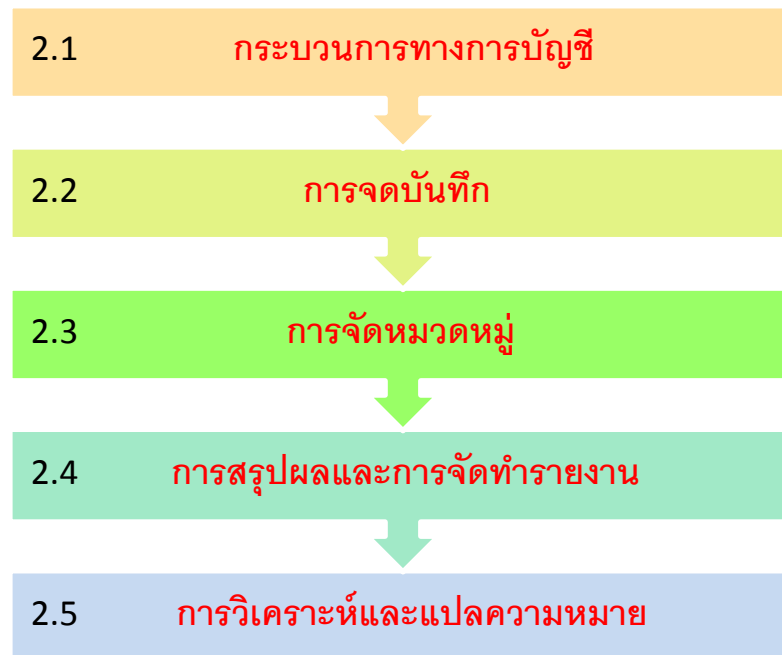 2.1 กระบวนการทางการบัญชี
2.2 การจดบันทึก
2.3 การจัดหมวดหมู่
2.4 การสรุปผลและการจัดทำรายงาน
2.5 การวิเคราะห์และแปลความหมาย